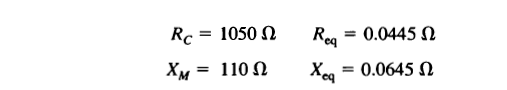 R_C = 1050 Ω R_eq = 0.0445 Ω
X_M = 110 Ω X_eq = 0.0645 Ω